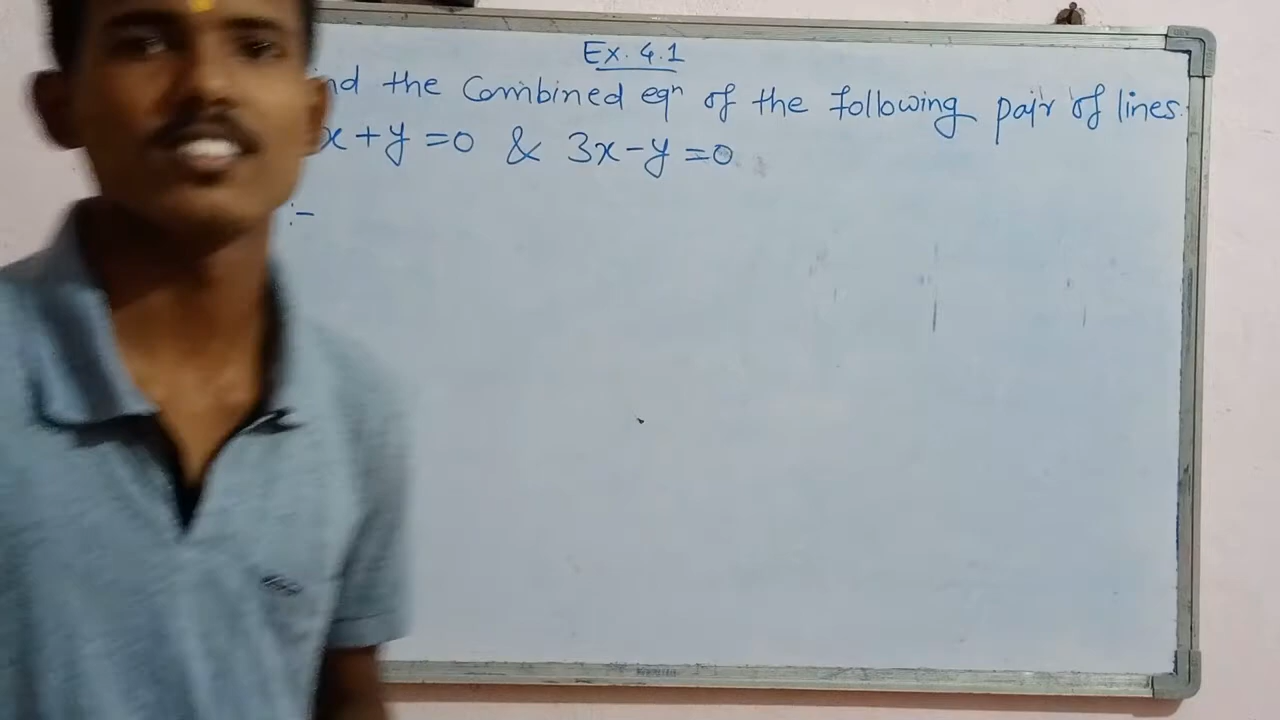 Ex. 4.1
nd the Combined eqⁿ of the following pair of lines.
x + y = 0 & 3x - y = 0
:-